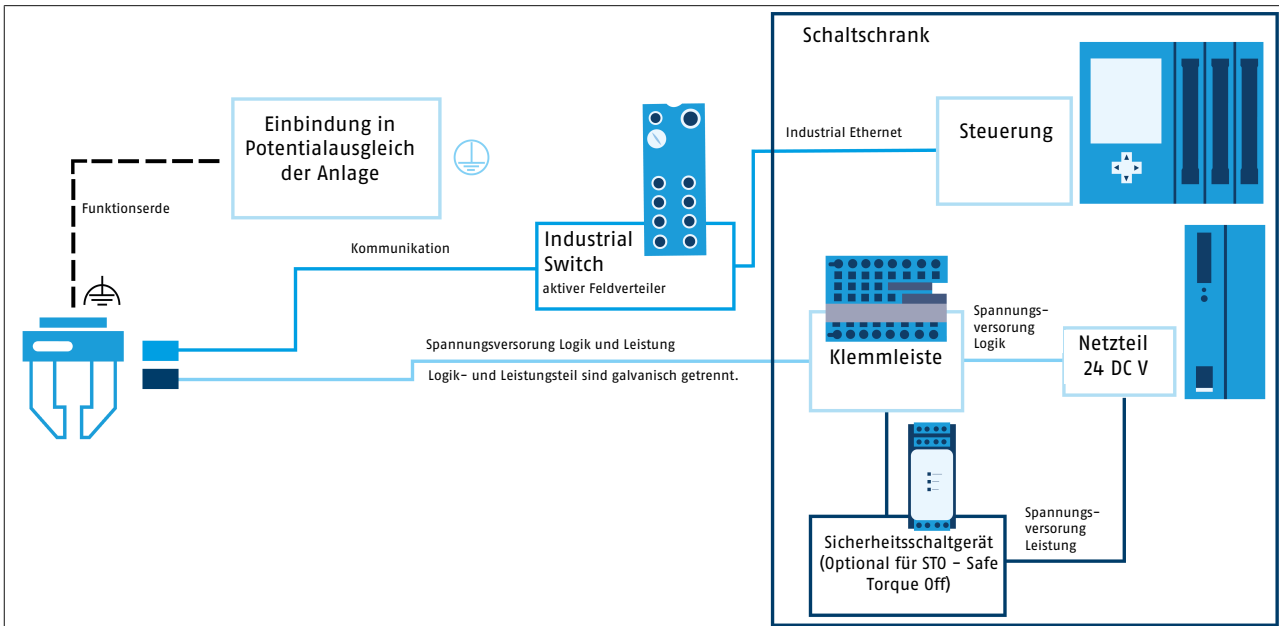 Schaltschrank
Einbindung in
Potentialausgleich
der Anlage
Funktionserde
Industrial Ethernet
Steuerung
Kommunikation
Industrial
Switch
aktiver Feldverteiler
Spannungsversorgung Logik und Leistung
Logik- und Leistungsteil sind galvanisch getrennt.
Klemmleiste
Spannungs-
versorung
Logik
Netzteil
24 DC V
Sicherheitsschaltgerät
(Optional für STO - Safe
Torque Off)
Spannungs-
versorung
Leistung